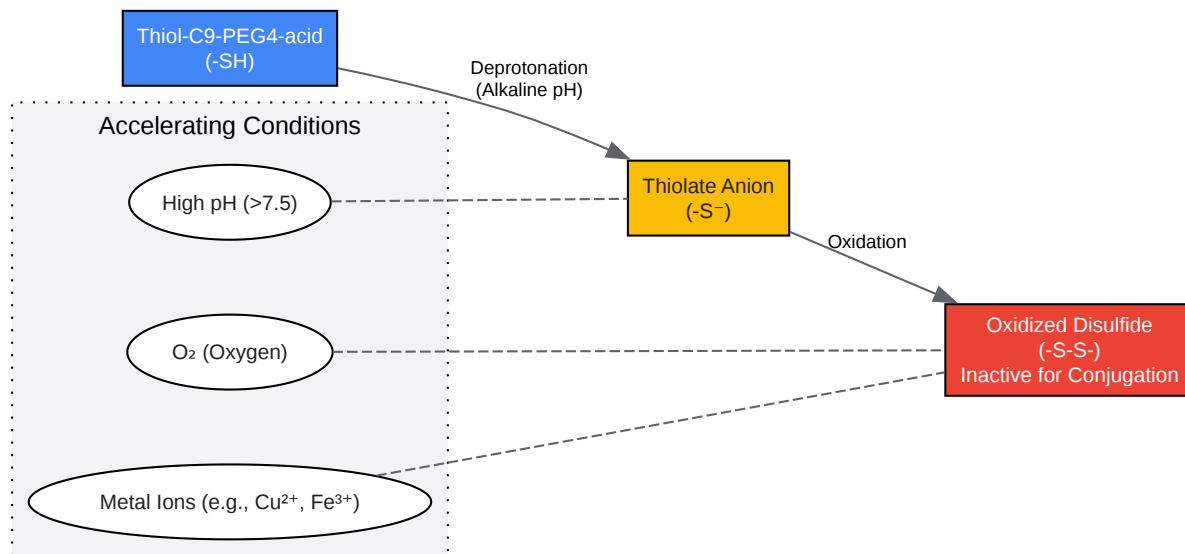 Thiol-C9-PEG4-acid
(-SH)
Deprotonation
(Alkaline pH)
Accelerating Conditions
High pH (>7.5)
Thiolate Anion
(-S⁻)
Oxidation
O₂ (Oxygen)
Oxidized Disulfide
(-S-S-)
Inactive for Conjugation
Metal Ions (e.g., Cu²⁺, Fe³⁺)